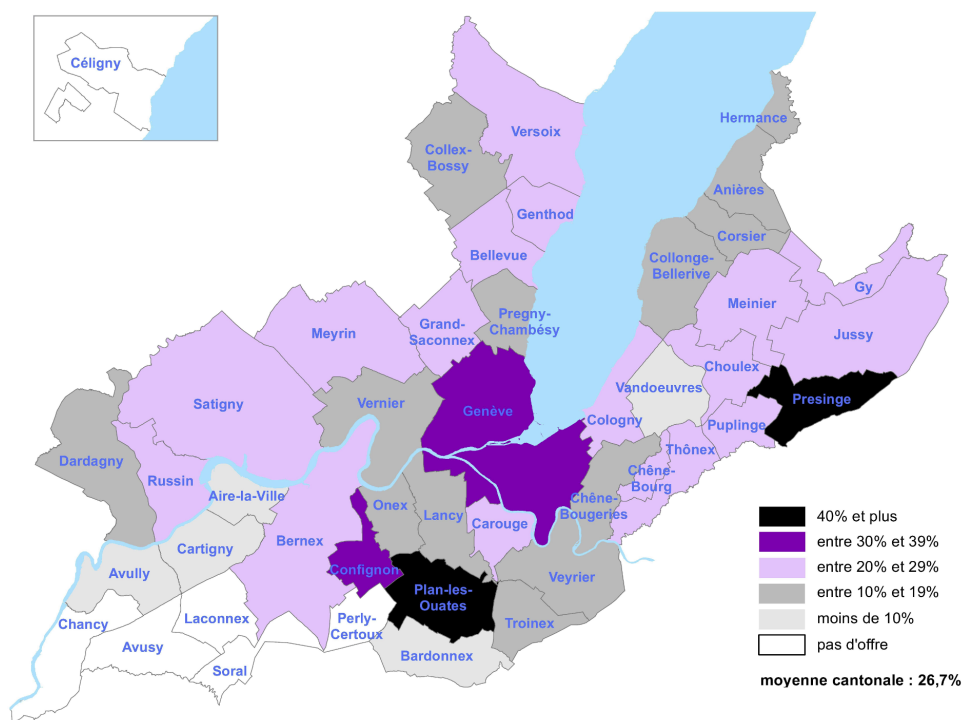 Céligny
Hermance
Versoix
Collex-
Bossy
Anières
Genthod
Corsier
Bellevue
Collonge-
Bellerive
Gy
Meinier
Pregny-
Chambésy
Grand-
Saconnex
Meyrin
Jussy
Choulex
Vandoeuvres
Presinge
Satigny
Vernier
Genève
Cologny
Puplinge
Thônex
Dardagny
Russin
Aire-la-Ville
Chêne-
Bourg
Onex
Lancy
Carouge
Chêne-
Bougeries
Cartigny
Bernex
Avully
Confignon
Veyrier
Plan-les-
Ouates
Chancy
Laconnex
Perly-
Certoux
Troinex
Avusy
Soral
Bardonnex
40% et plus
entre 30% et 39%
entre 20% et 29%
entre 10% et 19%
moins de 10%
pas d'offre
moyenne cantonale : 26,7%